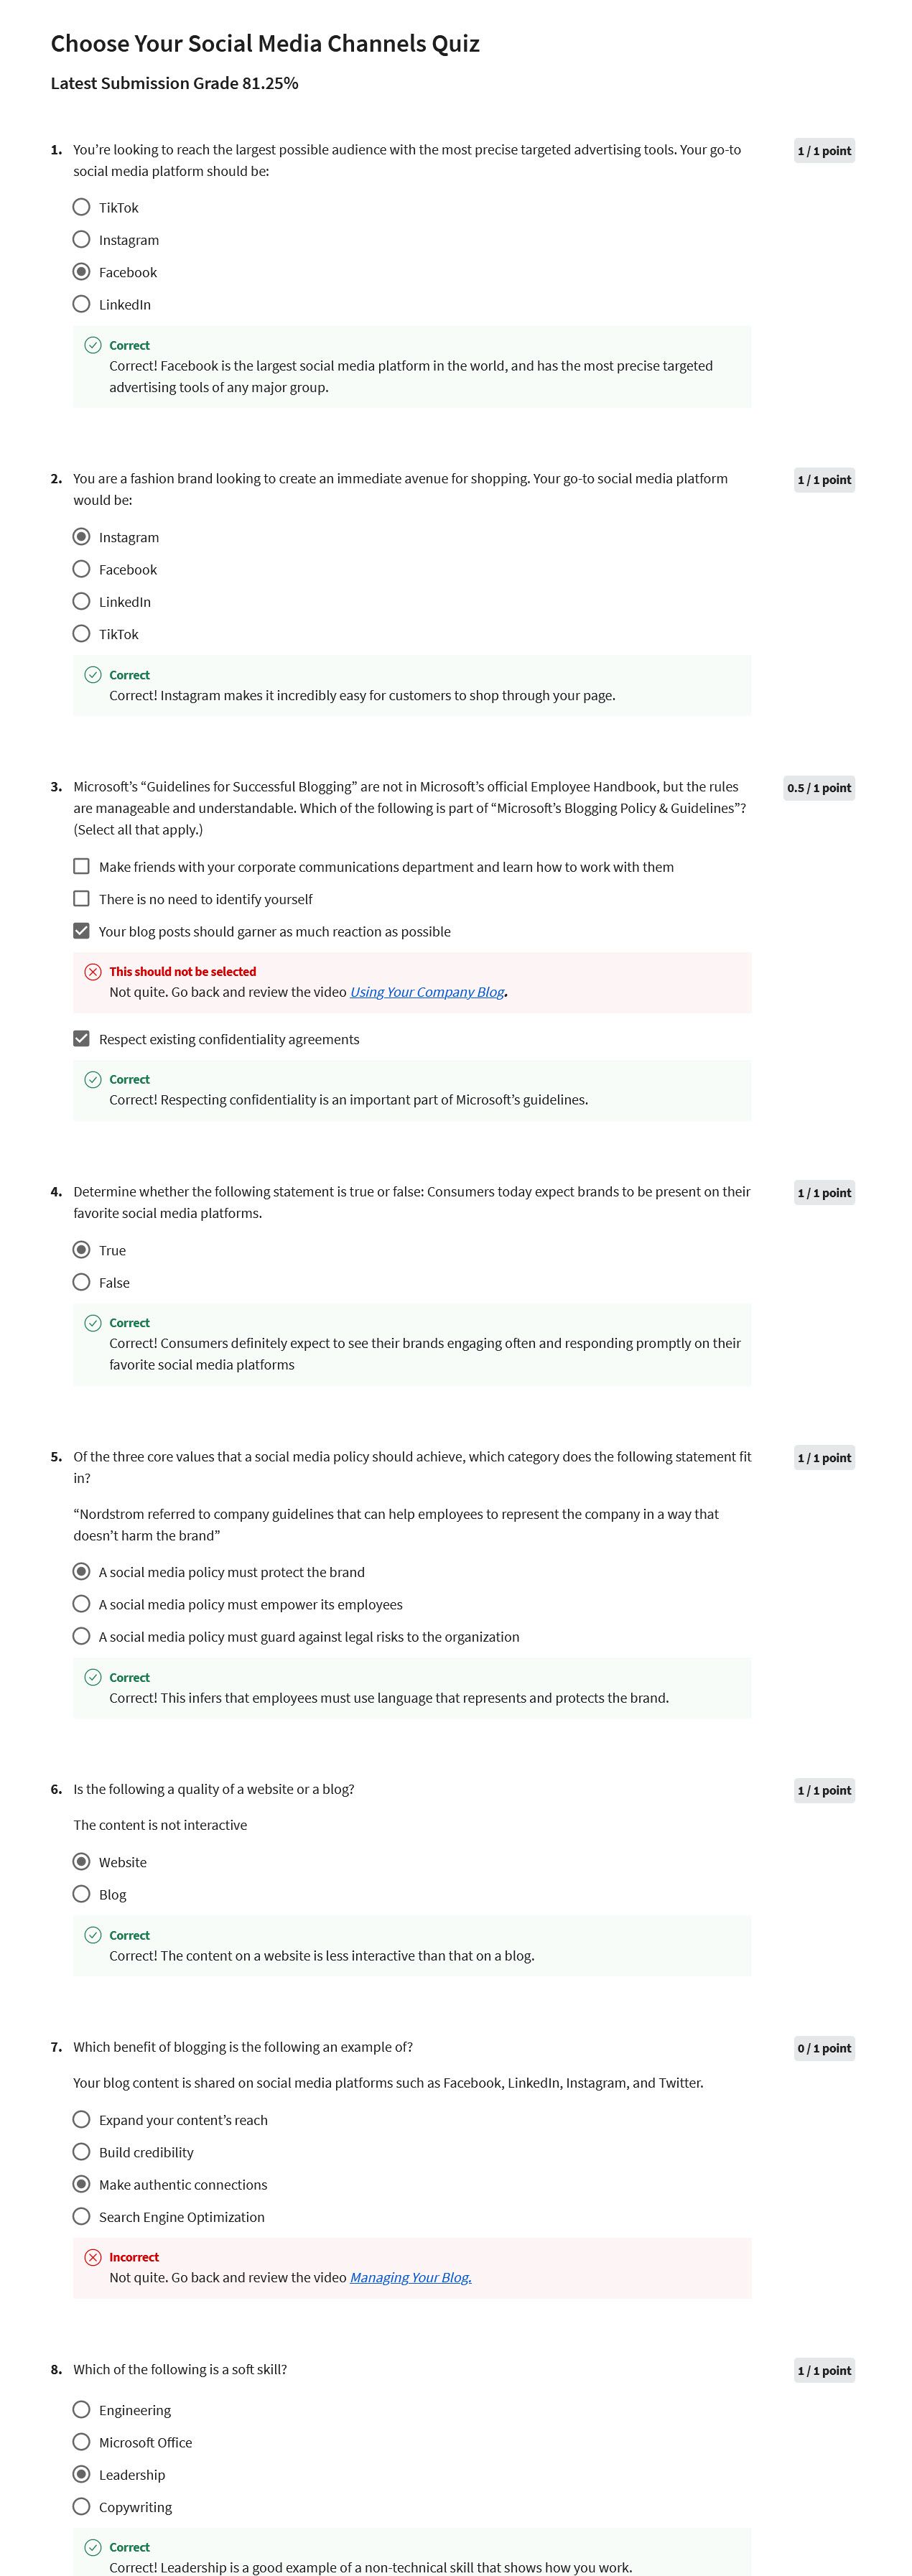 Choose Your Social Media Channels Quiz
Latest Submission Grade 81.25%
1. You’re looking to reach the largest possible audience with the most precise targeted advertising tools. Your go-to
social media platform should be:
1 / 1 point
TikTok
Instagram
Facebook
LinkedIn
Correct
Correct! Facebook is the largest social media platform in the world, and has the most precise targeted
advertising tools of any major group.
2. You are a fashion brand looking to create an immediate avenue for shopping. Your go-to social media platform
would be:
1 / 1 point
Instagram
Facebook
LinkedIn
TikTok
Correct
Correct! Instagram makes it incredibly easy for customers to shop through your page.
3. Microsoft’s “Guidelines for Successful Blogging” are not in Microsoft’s official Employee Handbook, but the rules
are manageable and understandable. Which of the following is part of “Microsoft’s Blogging Policy & Guidelines”?
(Select all that apply.)
0.5 / 1 point
Make friends with your corporate communications department and learn how to work with them
There is no need to identify yourself
Your blog posts should garner as much reaction as possible
This should not be selected
Not quite. Go back and review the video Using Your Company Blog.
Respect existing confidentiality agreements
Correct
Correct! Respecting confidentiality is an important part of Microsoft’s guidelines.
4. Determine whether the following statement is true or false: Consumers today expect brands to be present on their
favorite social media platforms.
1 / 1 point
True
False
Correct
Correct! Consumers definitely expect to see their brands engaging often and responding promptly on their
favorite social media platforms
5. Of the three core values that a social media policy should achieve, which category does the following statement fit
in?
1 / 1 point
“Nordstrom referred to company guidelines that can help employees to represent the company in a way that
doesn’t harm the brand”
A social media policy must protect the brand
A social media policy must empower its employees
A social media policy must guard against legal risks to the organization
Correct
Correct! This infers that employees must use language that represents and protects the brand.
6. Is the following a quality of a website or a blog?
1 / 1 point
The content is not interactive
Website
Blog
Correct
Correct! The content on a website is less interactive than that on a blog.
7. Which benefit of blogging is the following an example of?
0 / 1 point
Your blog content is shared on social media platforms such as Facebook, LinkedIn, Instagram, and Twitter.
Expand your content’s reach
Build credibility
Make authentic connections
Search Engine Optimization
Incorrect
Not quite. Go back and review the video Managing Your Blog.
8. Which of the following is a soft skill?
1 / 1 point
Engineering
Microsoft Office
Leadership
Copywriting
Correct
Correct! Leadership is a good example of a non-technical skill that shows how you work.